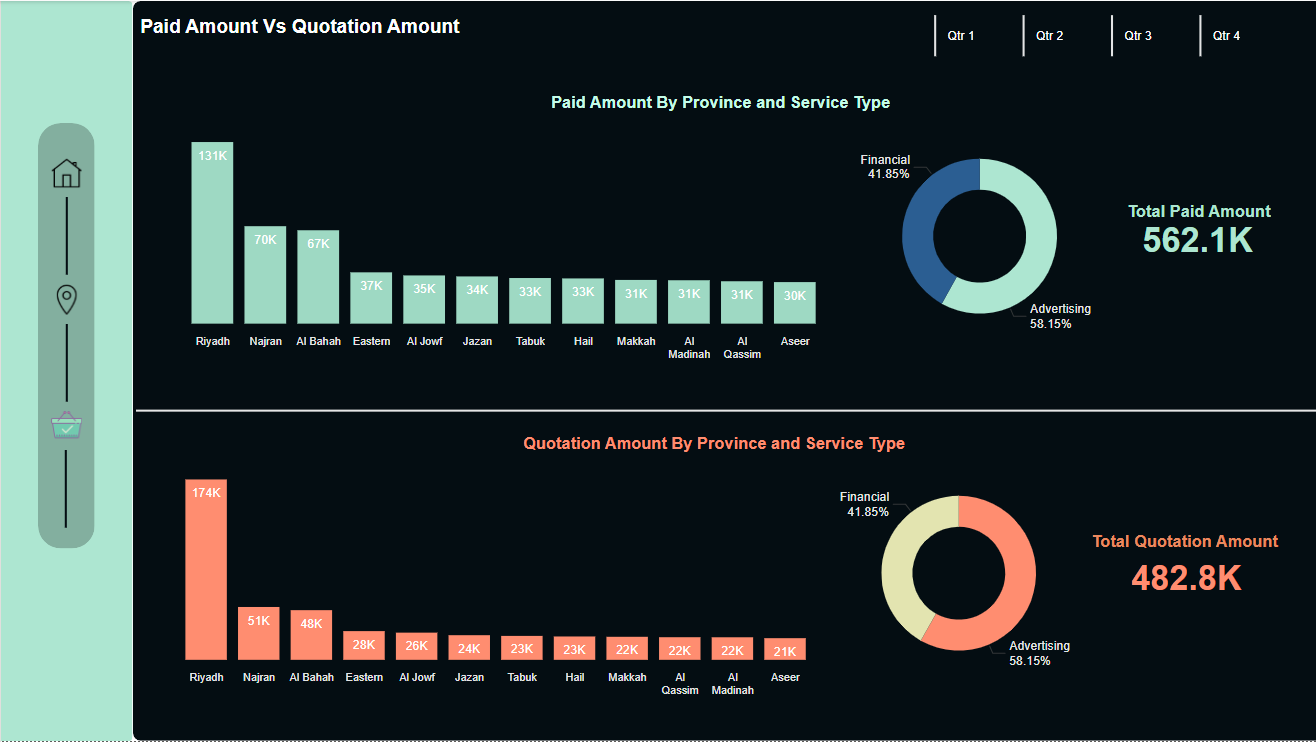 Paid Amount Vs Quotation Amount
Qtr 1
Qtr 2
Qtr 3
Qtr 4
Paid Amount By Province and Service Type
131K
70K
67K
37K
35K
34K
33K
33K
31K
31K
31K
30K
Riyadh
Najran
Al Bahah
Eastern
Al Jowf
Jazan
Tabuk
Hail
Makkah
Al
Madinah
Al
Qassim
Aseer
Financial
41.85%
Advertising
58.15%
Total Paid Amount
562.1K
Quotation Amount By Province and Service Type
174K
51K
48K
28K
26K
24K
23K
23K
22K
22K
22K
21K
Riyadh
Najran
Al Bahah
Eastern
Al Jowf
Jazan
Tabuk
Hail
Makkah
Al
Qassim
Al
Madinah
Aseer
Financial
41.85%
Advertising
58.15%
Total Quotation Amount
482.8K